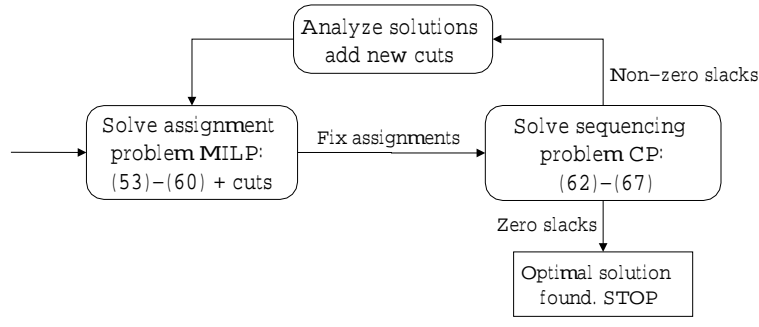 Analyze solutions
add new cuts
Non-zero slacks
Solve assignment
problem MILP:
(53)-(60) + cuts
Fix assignments
Solve sequencing
problem CP:
(62)-(67)
Zero slacks
Optimal solution
found. STOP